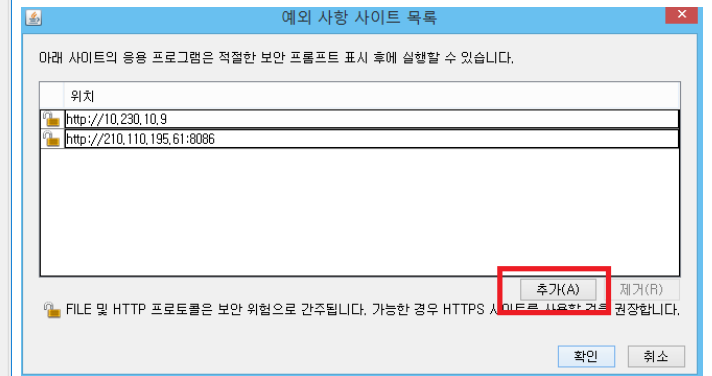 예외 사항 사이트 목록
아래 사이트의 응용 프로그램은 적절한 보안 프롬프트 표시 후에 실행할 수 있습니다.
위치
http://10,230,10,9
http://210,110,195,61:8086
추가(A) 제거(R)
FILE 및 HTTP 프로토콜은 보안 위험으로 간주됩니다. 가능한 경우 HTTPS 사이트를 사용할 것을 권장합니다.
확인 취소